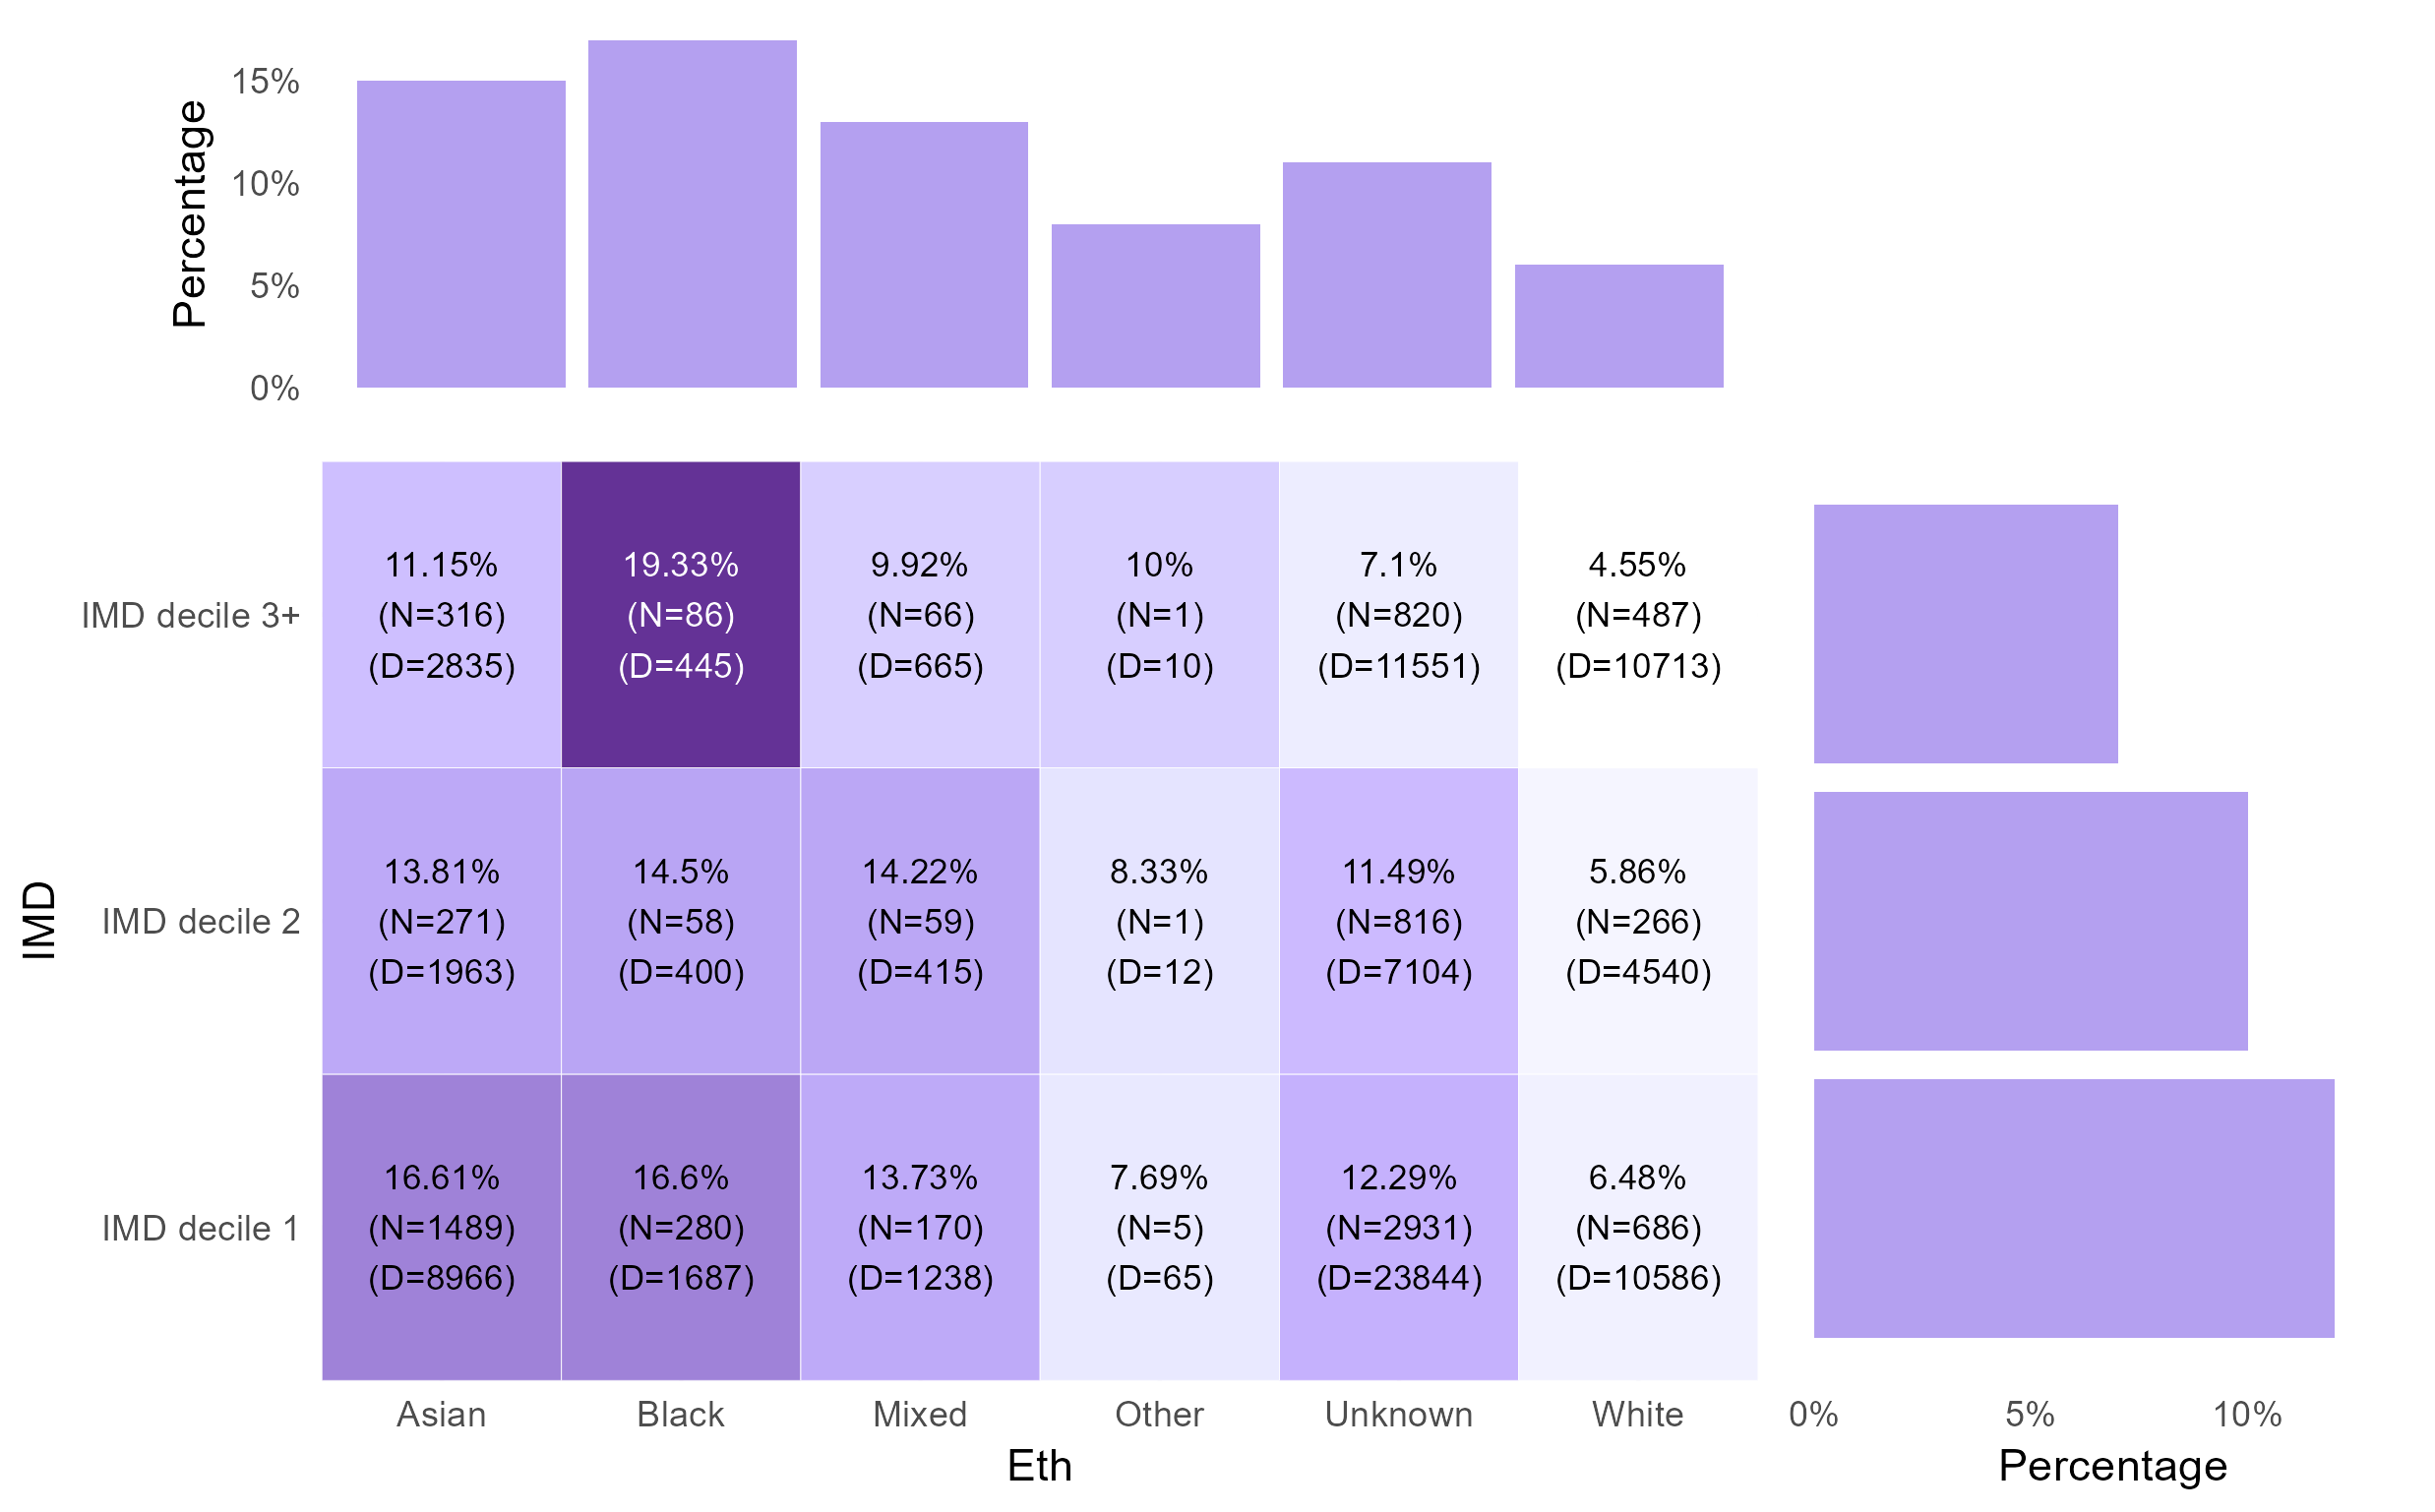 Percentage
15%
10%
5%
0%
IMD
IMD decile 3+
11.15%
(N=316)
(D=2835)
19.33%
(N=86)
(D=445)
9.92%
(N=66)
(D=665)
10%
(N=1)
(D=10)
7.1%
(N=820)
(D=11551)
4.55%
(N=487)
(D=10713)
IMD decile 2
13.81%
(N=271)
(D=1963)
14.5%
(N=58)
(D=400)
14.22%
(N=59)
(D=415)
8.33%
(N=1)
(D=12)
11.49%
(N=816)
(D=7104)
5.86%
(N=266)
(D=4540)
IMD decile 1
16.61%
(N=1489)
(D=8966)
16.6%
(N=280)
(D=1687)
13.73%
(N=170)
(D=1238)
7.69%
(N=5)
(D=65)
12.29%
(N=2931)
(D=23844)
6.48%
(N=686)
(D=10586)
Asian Black Mixed Other Unknown White
Eth
0% 5% 10%
Percentage